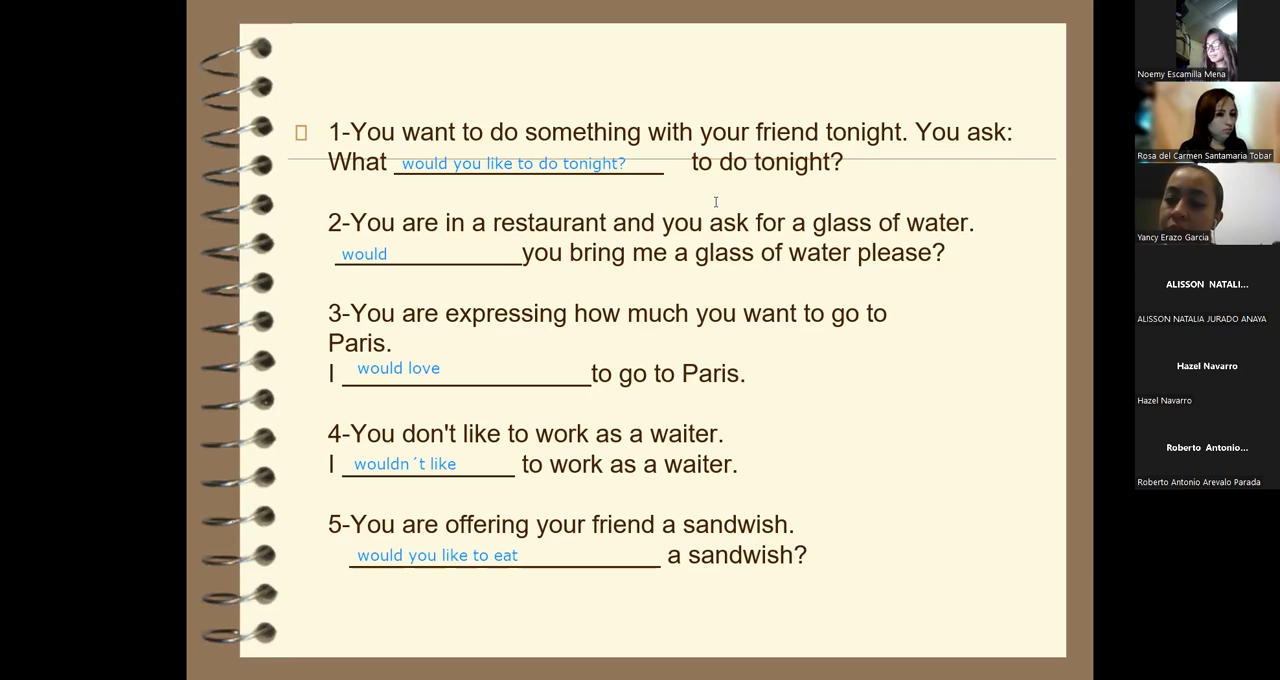 1-You want to do something with your friend tonight. You ask:
What would you like to do tonight? to do tonight?
2-You are in a restaurant and you ask for a glass of water.
would you bring me a glass of water please?
3-You are expressing how much you want to go to
Paris.
I would love to go to Paris.
4-You don't like to work as a waiter.
I wouldn´t like to work as a waiter.
5-You are offering your friend a sandwish.
would you like to eat a sandwish?
Noemy Escamilla Mena
Rosa del Carmen Santamaria Tobar
Yancy Erazo Garcia
ALISSON NATALI...
ALISSON NATALIA JURADO ANAYA
Hazel Navarro
Hazel Navarro
Roberto Antonio...
Roberto Antonio Arevalo Parada